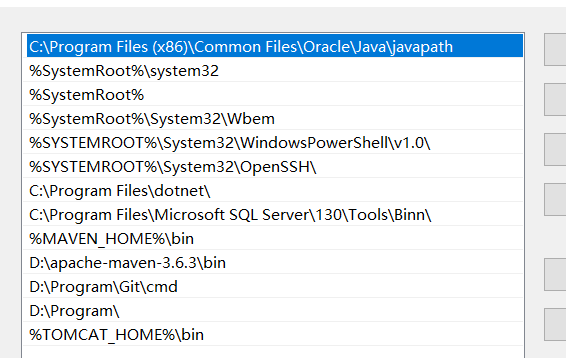 C:\Program Files (x86)\Common Files\Oracle\Java\javapath
%SystemRoot%\system32
%SystemRoot%
%SystemRoot%\System32\Wbem
%SYSTEMROOT%\System32\WindowsPowerShell\v1.0\
%SYSTEMROOT%\System32\OpenSSH\
C:\Program Files\dotnet\
C:\Program Files\Microsoft SQL Server\130\Tools\Binn\
%MAVEN_HOME%\bin
D:\apache-maven-3.6.3\bin
D:\Program\Git\cmd
D:\Program\
%TOMCAT_HOME%\bin